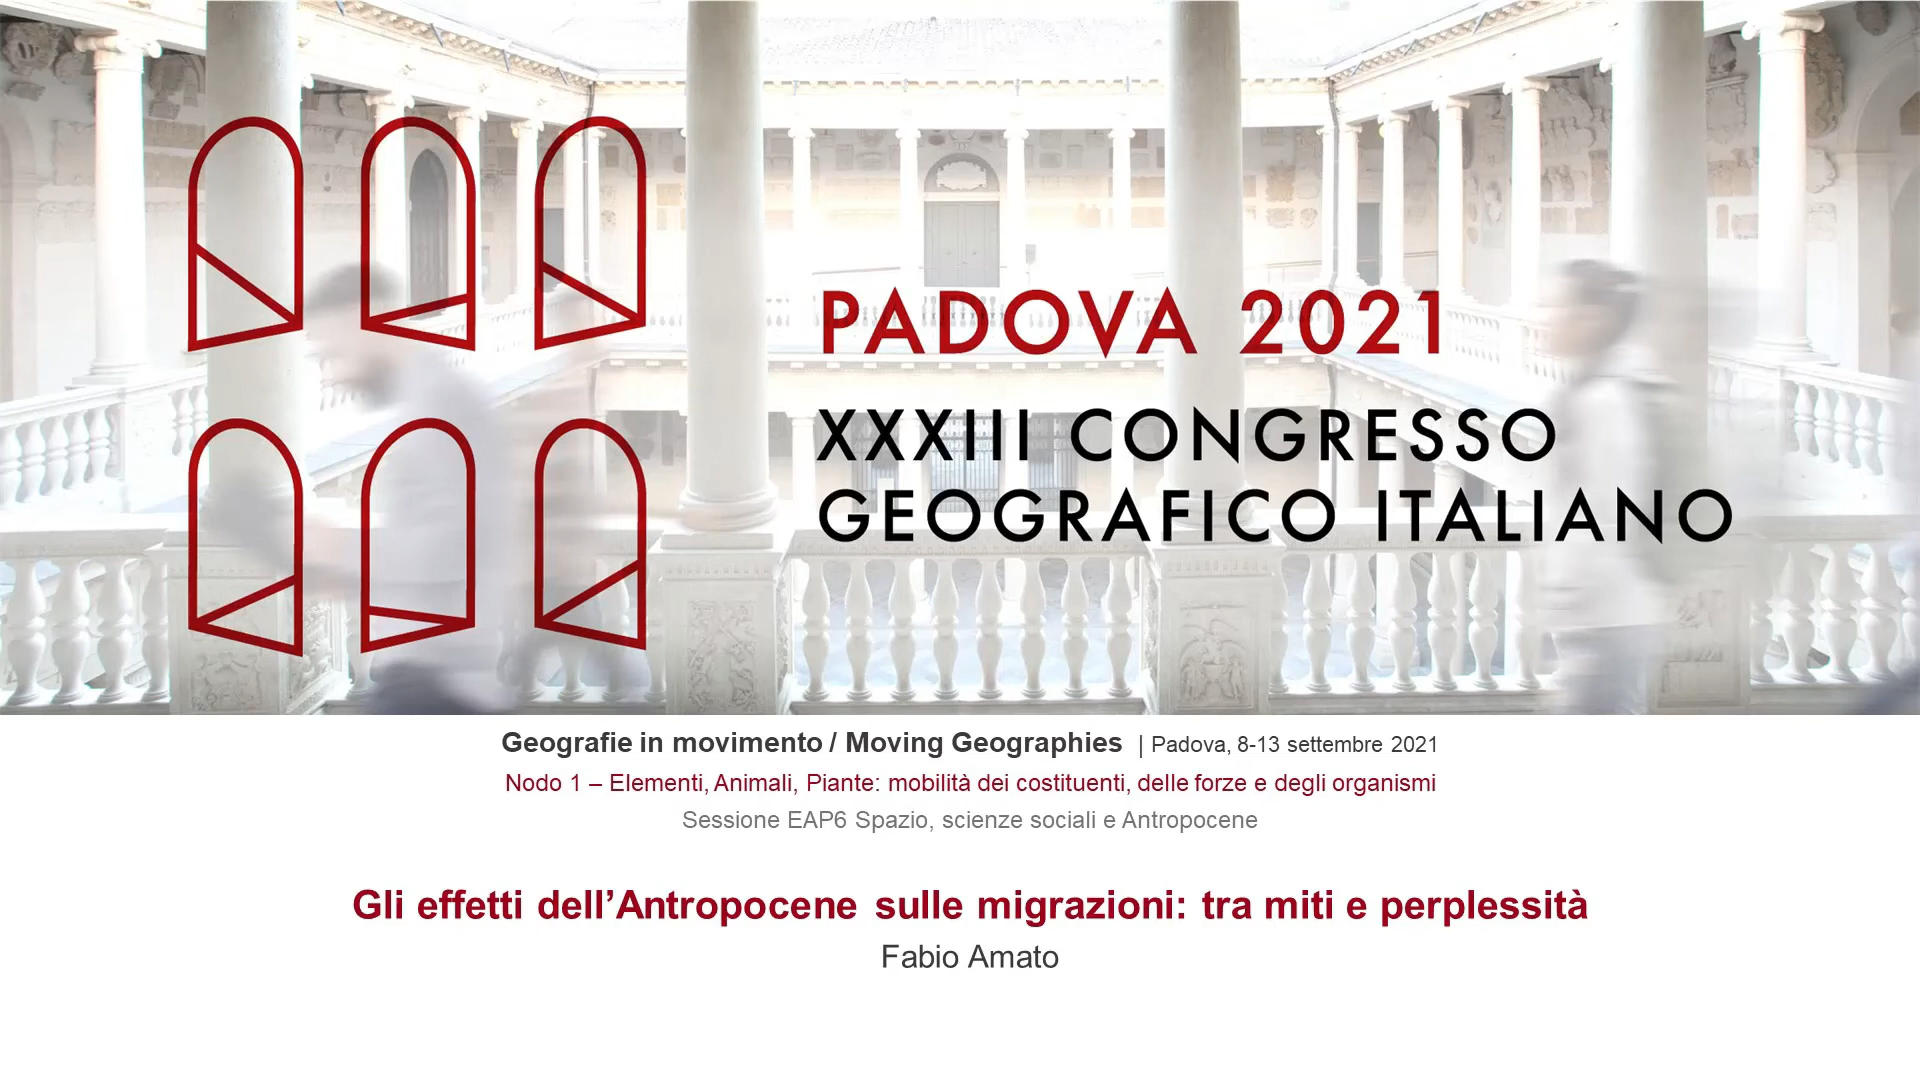 PADOVA 2021
XXXIII CONGRESSO
GEOGRAFICO ITALIANO
Geografie in movimento / Moving Geographies | Padova, 8-13 settembre 2021
Nodo 1 – Elementi, Animali, Piante: mobilità dei costituenti, delle forze e degli organismi
Sessione EAP6 Spazio, scienze sociali e Antropocene
Gli effetti dell’Antropocene sulle migrazioni: tra miti e perplessità
Fabio Amato